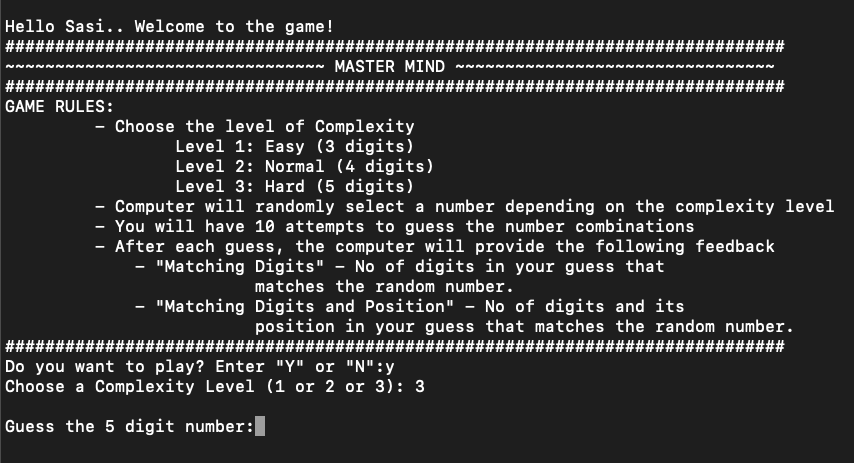 Hello Sasi.. Welcome to the game!
##############################################################################
~~~~~~~~~~~~~~~~~~~~~~~~~~~~~~~~ MASTER MIND ~~~~~~~~~~~~~~~~~~~~~~~~~~~~~~~~
##############################################################################
GAME RULES:
- Choose the level of Complexity
Level 1: Easy (3 digits)
Level 2: Normal (4 digits)
Level 3: Hard (5 digits)
- Computer will randomly select a number depending on the complexity level
- You will have 10 attempts to guess the number combinations
- After each guess, the computer will provide the following feedback
- "Matching Digits" - No of digits in your guess that
matches the random number.
- "Matching Digits and Position" - No of digits and its
position in your guess that matches the random number.
##############################################################################
Do you want to play? Enter "Y" or "N":y
Choose a Complexity Level (1 or 2 or 3): 3
Guess the 5 digit number: